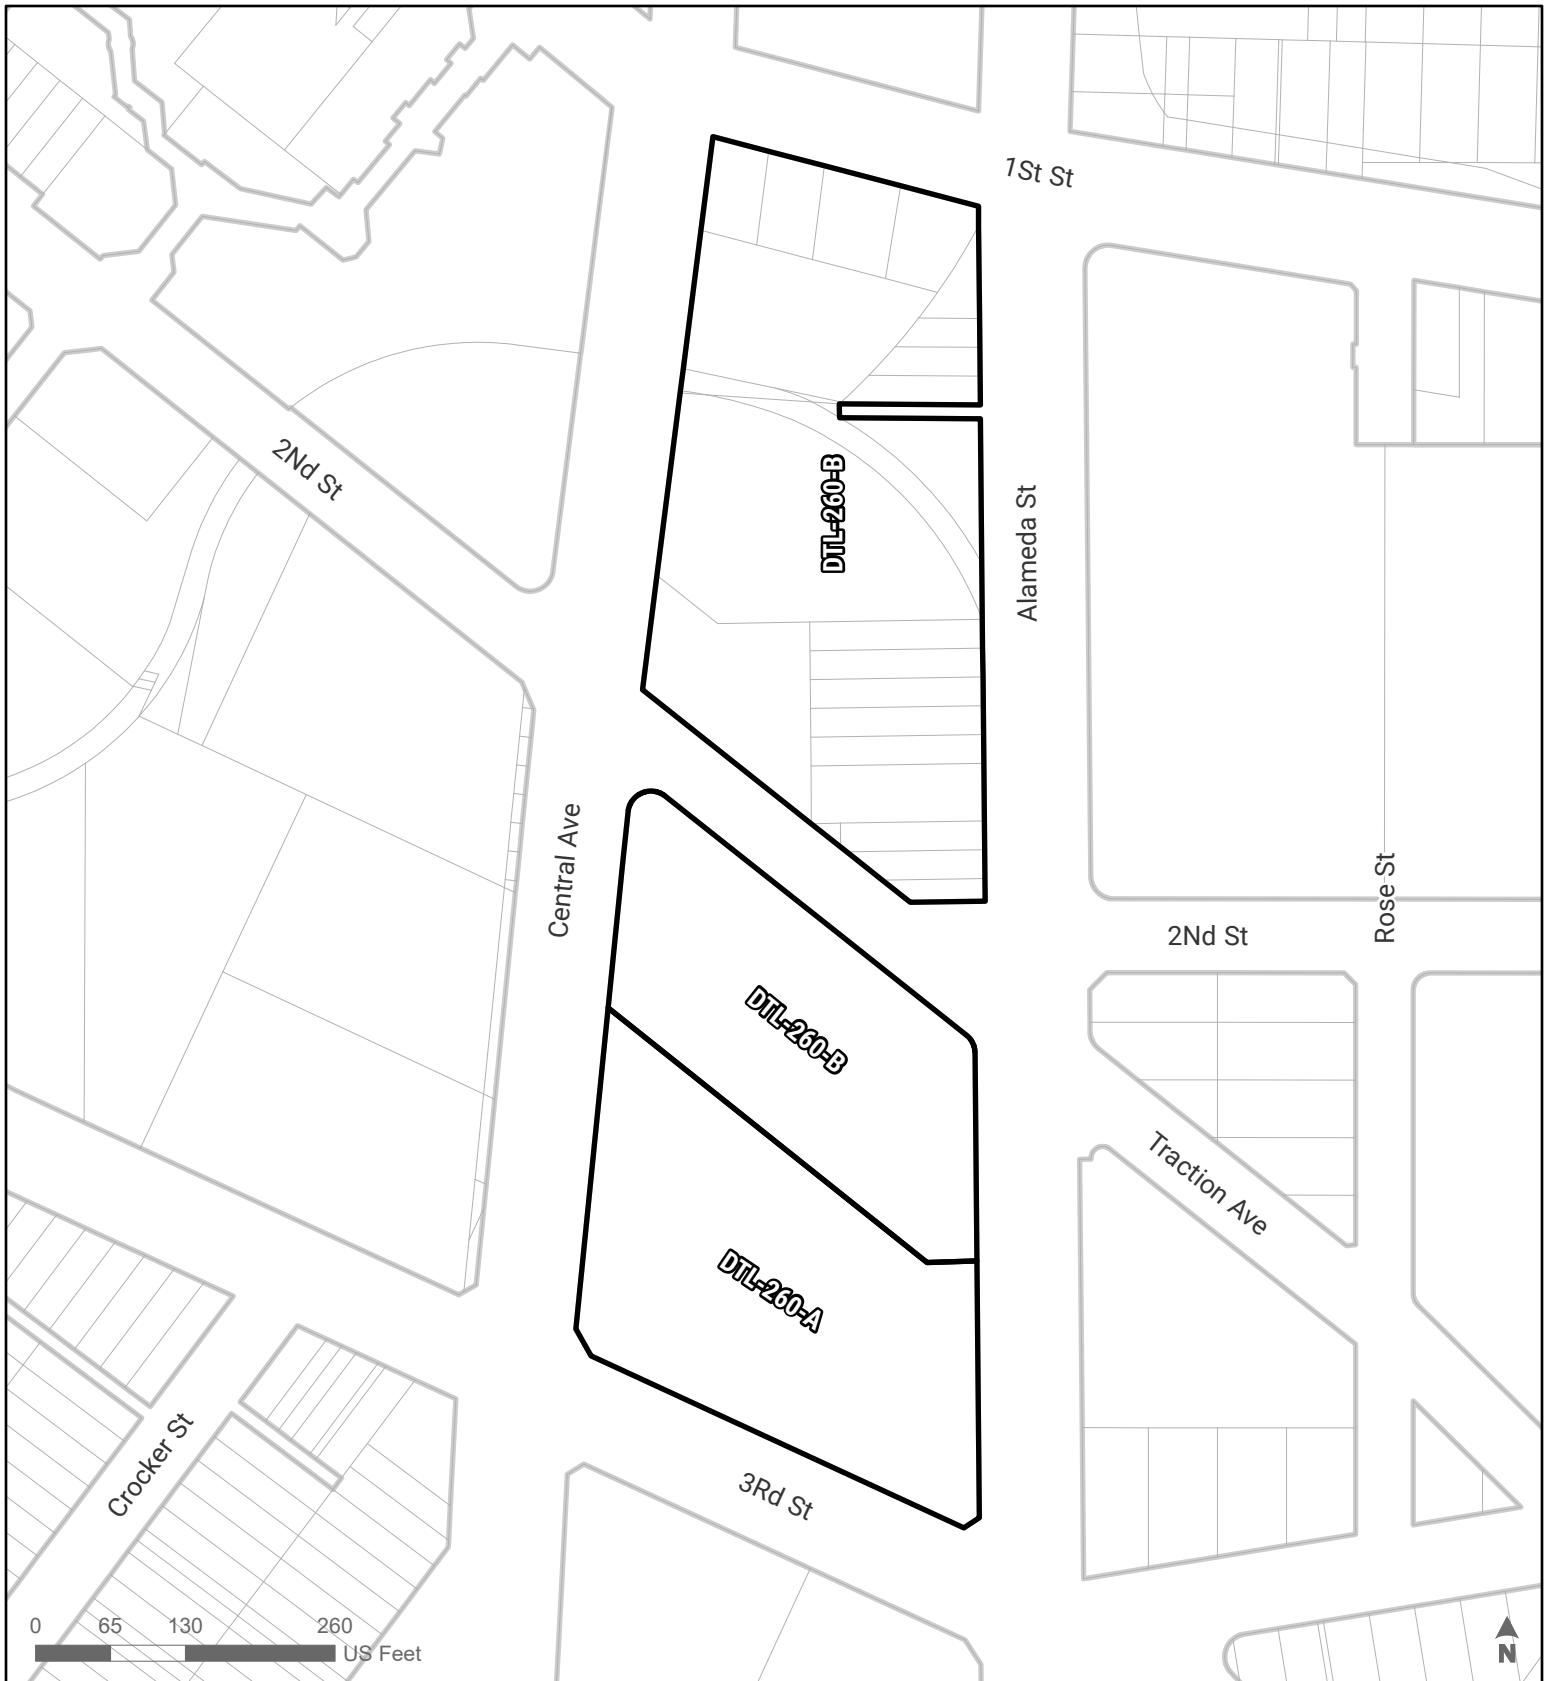 1St St
2Nd St
DTL-260-B
Alameda St
Central Ave
Rose St
2Nd St
DTL-260-B
Traction Ave
DTL-260-A
Crocker St
3Rd St
0 65 130 260
US Feet
N